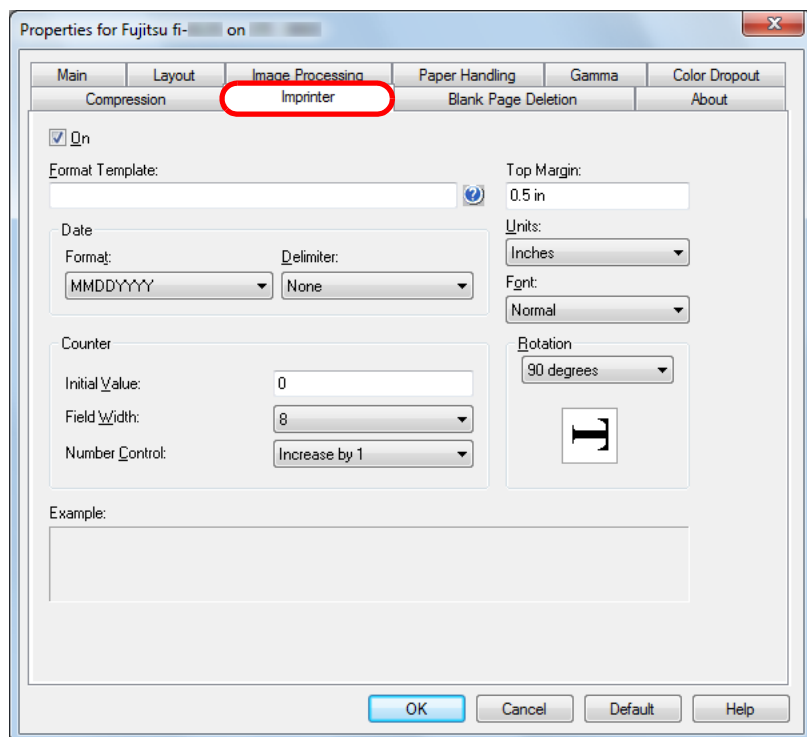 Properties for Fujitsu fi- on
Main Layout Image Processing Paper Handling Gamma Color Dropout
Compression Imprinter Blank Page Deletion About
On
Format Template:
Top Margin:
0.5 in
Date
Format:
Delimiter:
MMDDYYYY
None
Units:
Inches
Font:
Normal
Counter
Initial Value:
0
Field Width:
8
Number Control:
Increase by 1
Rotation
90 degrees
T
Example:
OK Cancel Default Help